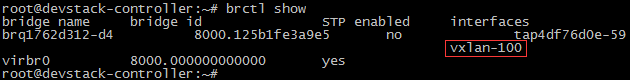 root@devstack-controller:~# brctl show
bridge name bridge id STP enabled interfaces
brq1762d312-d4 8000.125b1fe3a9e5 no tap4df76d0e-59
vxlan-100
virbr0 8000.000000000000 yes
root@devstack-controller:~#